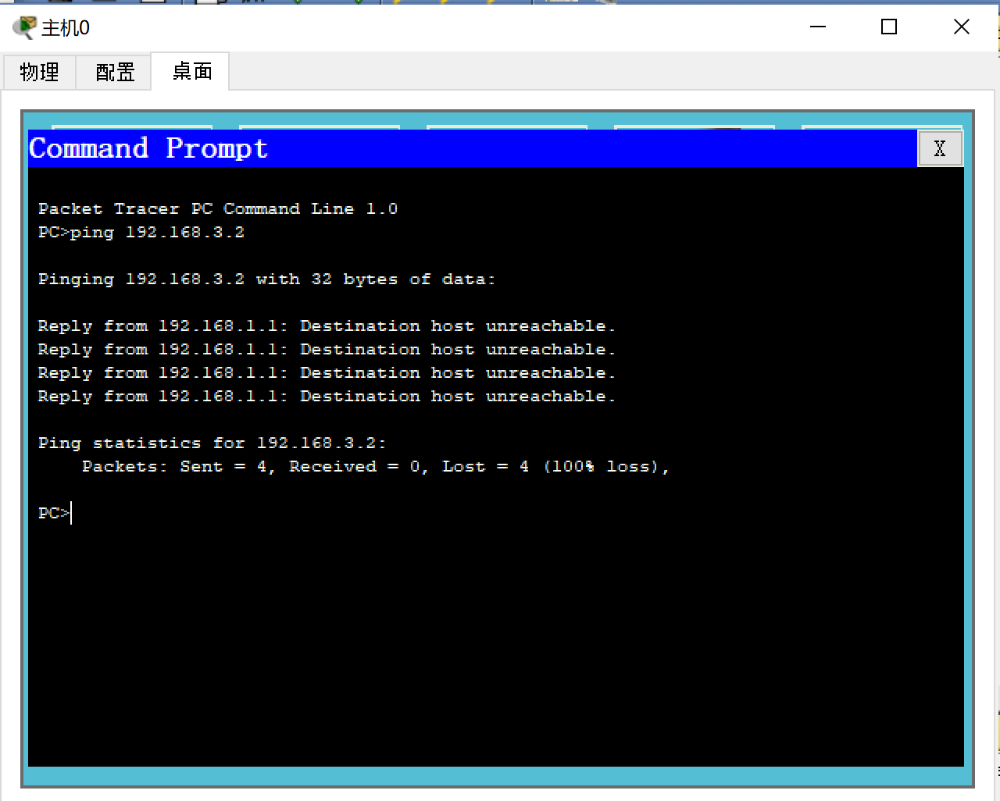 主机0
物理
配置
桌面
Command Prompt
X
Packet Tracer PC Command Line 1.0
PC>ping 192.168.3.2
Pinging 192.168.3.2 with 32 bytes of data:
Reply from 192.168.1.1: Destination host unreachable.
Reply from 192.168.1.1: Destination host unreachable.
Reply from 192.168.1.1: Destination host unreachable.
Reply from 192.168.1.1: Destination host unreachable.
Ping statistics for 192.168.3.2:
    Packets: Sent = 4, Received = 0, Lost = 4 (100% loss),
PC>